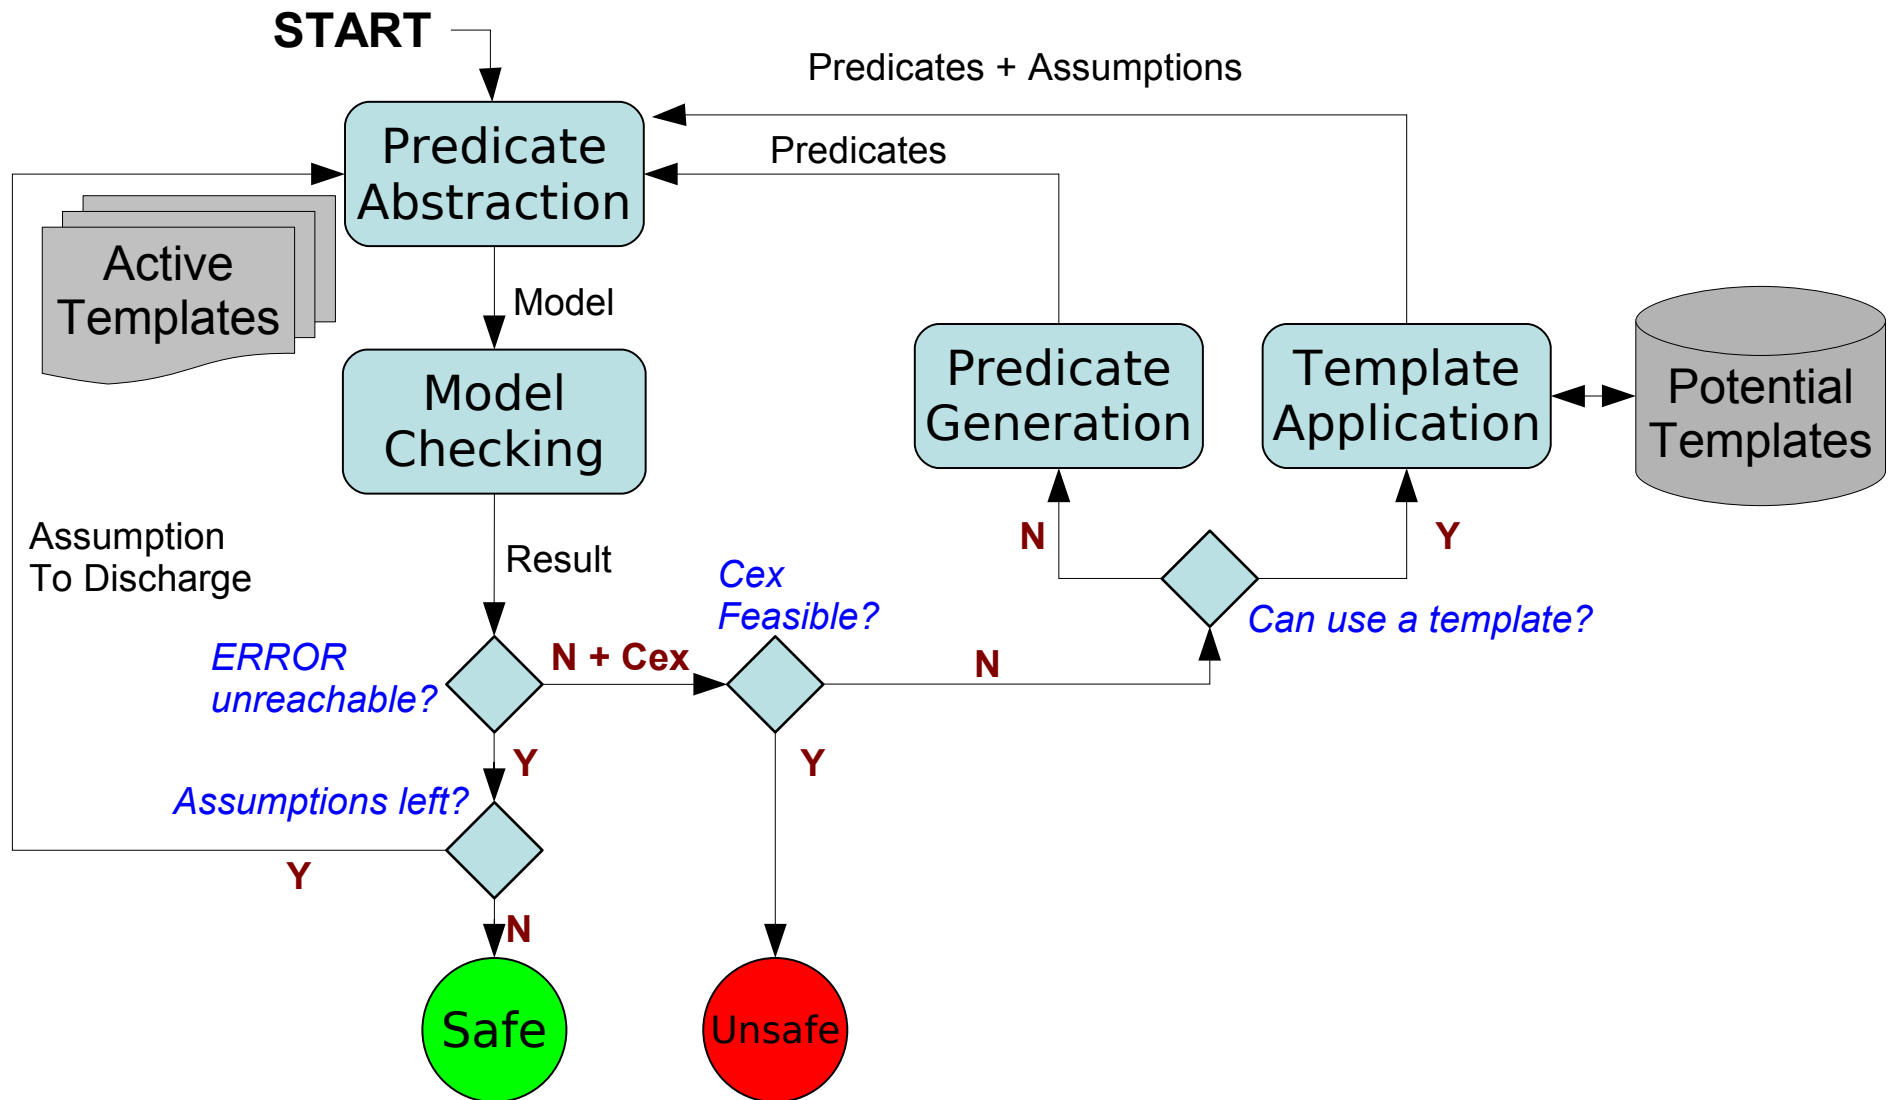 START
Predicates + Assumptions
Predicate
Abstraction
Predicates
Active
Templates
Model
Model
Checking
Predicate
Generation
Template
Application
Potential
Templates
Assumption
To Discharge
Result
N
Y
Cex
Feasible?
Can use a template?
ERROR
unreachable?
N + Cex
N
Y
Y
Assumptions left?
Y
N
Safe
Unsafe